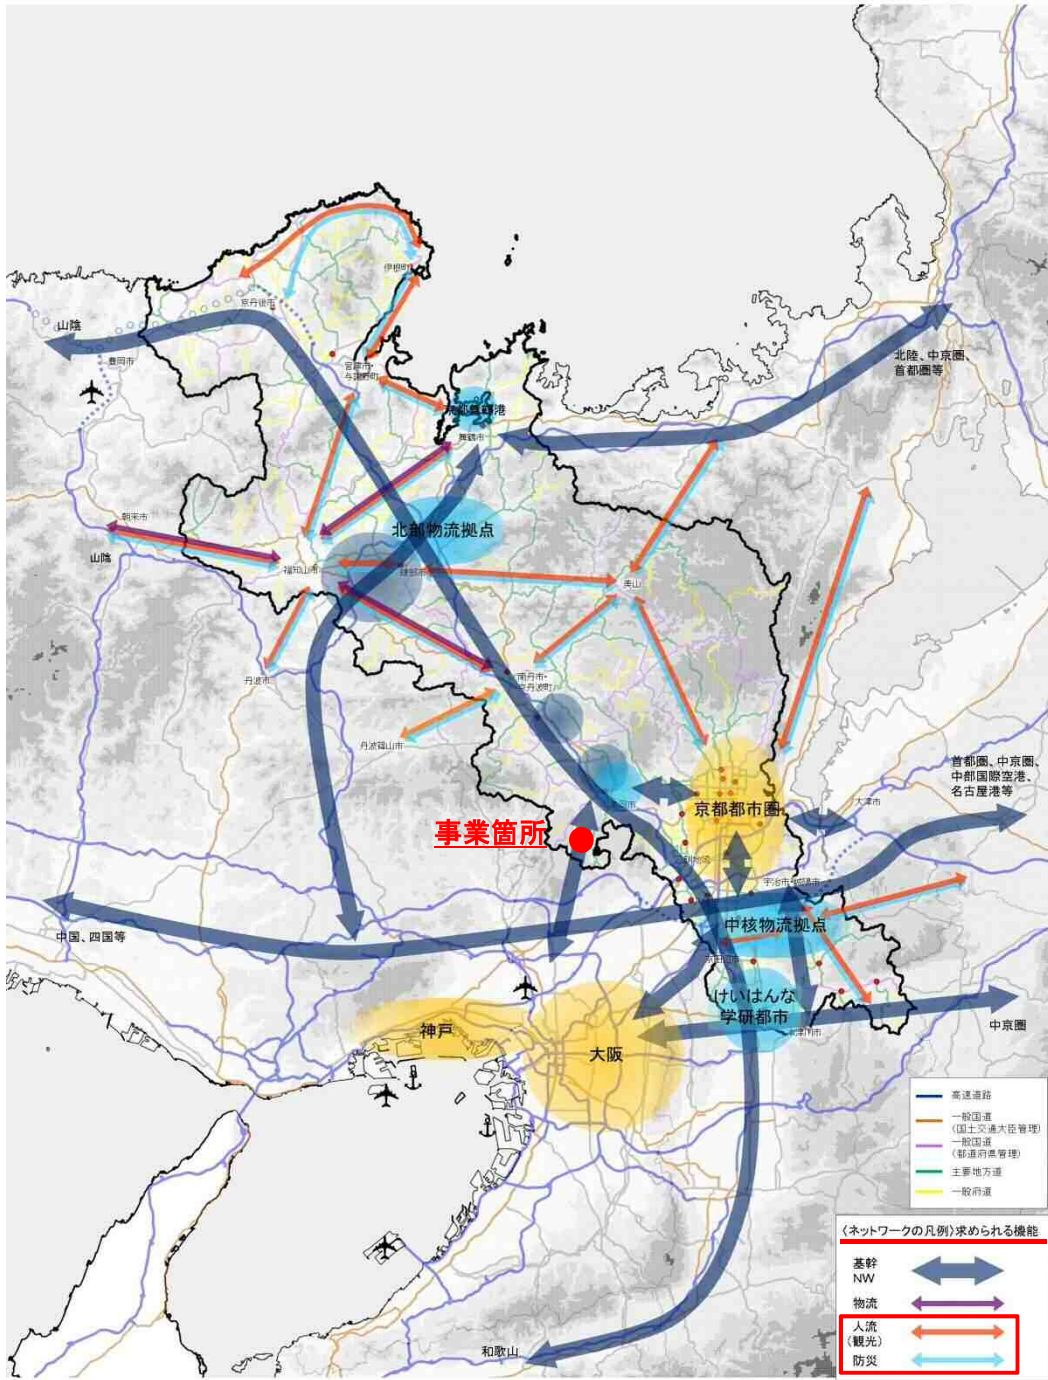 伊根町
京丹後市
山陰
豊岡市
宮津市・
与謝野町
北陸、中京圏、
首都圏等
京都舞鶴港
舞鶴市
朝来市
北部物流拠点
山陰
福知山市
綾部市
美山
丹波市
南丹市・
京丹波町
丹波篠山市
首都圏、中京圏、
中部国際空港、
名古屋港等
京都都市圏
大津市
事業箇所
中核物流拠点
中国、四国等
京田辺市
けいはんな
学研都市
木津川市
中京圏
神戸
大阪
高速道路
一般国道
(国土交通大臣管理)
一般国道
(都道府県管理)
主要地方道
一般府道
〈ネットワークの凡例〉求められる機能
基幹
NW
物流
人流
(観光)
防災
和歌山